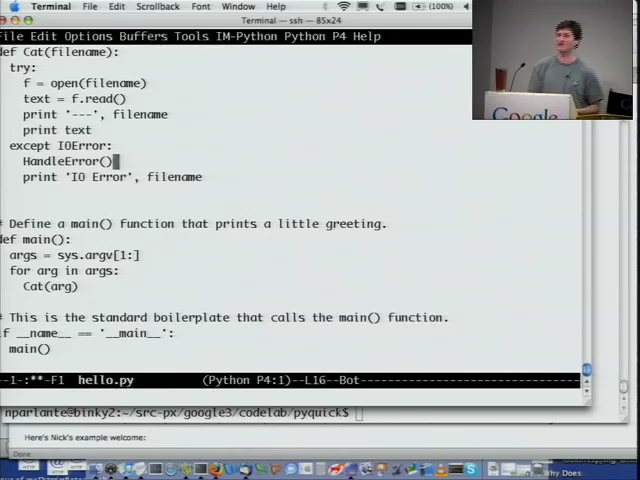 Terminal File Edit Scrollback Font Window Help (100%)
Terminal — ssh — 85x24
File Edit Options Buffers Tools IM-Python Python P4 Help
def Cat(filename):
try:
f = open(filename)
text = f.read()
print '---', filename
print text
except IOError:
HandleError()
print 'IO Error', filename
# Define a main() function that prints a little greeting.
def main():
args = sys.argv[1:]
for arg in args:
Cat(arg)
# This is the standard boilerplate that calls the main() function.
if __name__ == '__main__':
main()
--1-:**-F1 hello.py (Python P4:1)--L16--Bot
nparlante@binky2:~/src-px/google3/codelab/pyquick$
Here's Nick's example welcome:
Done
Why Does
Google